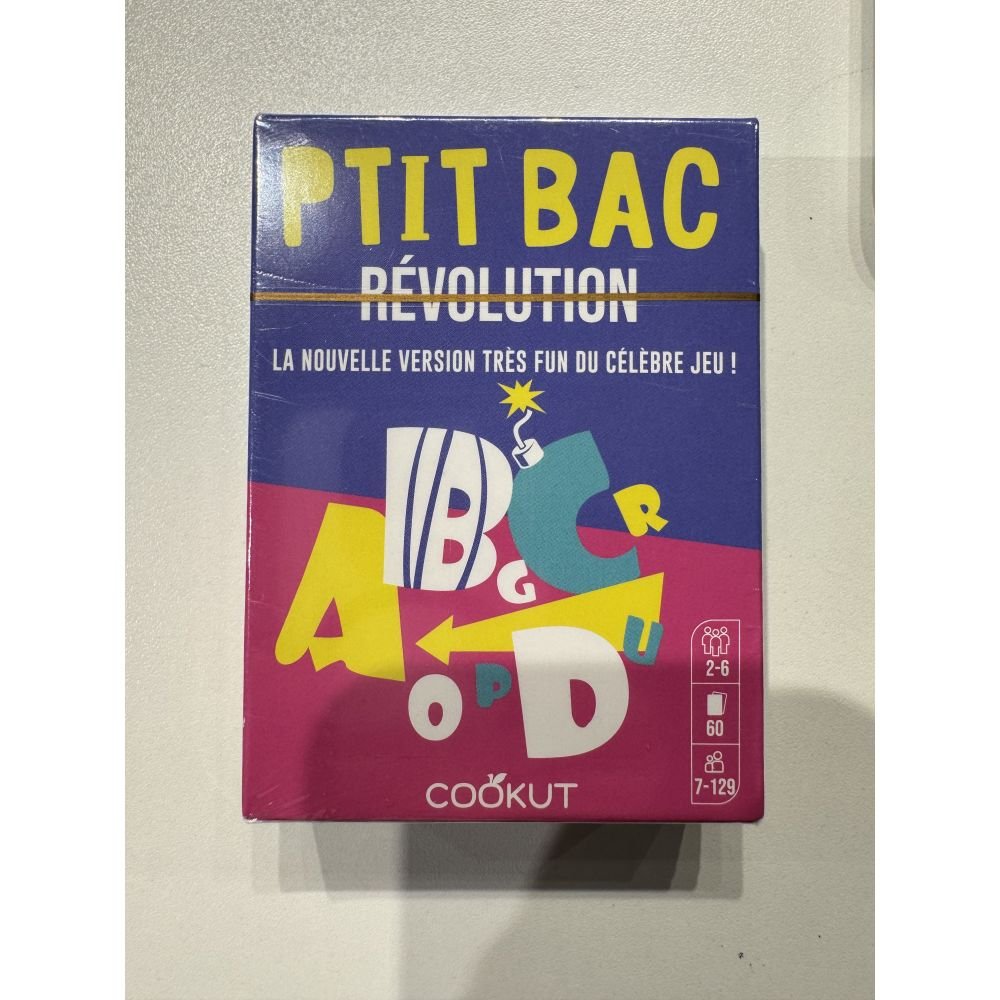 PTIT BAC
RÉVOLUTION
LA NOUVELLE VERSION TRÈS FUN DU CÉLÈBRE JEU !
A B C R
G
O P D U
2-6
60
7-129
COOKUT